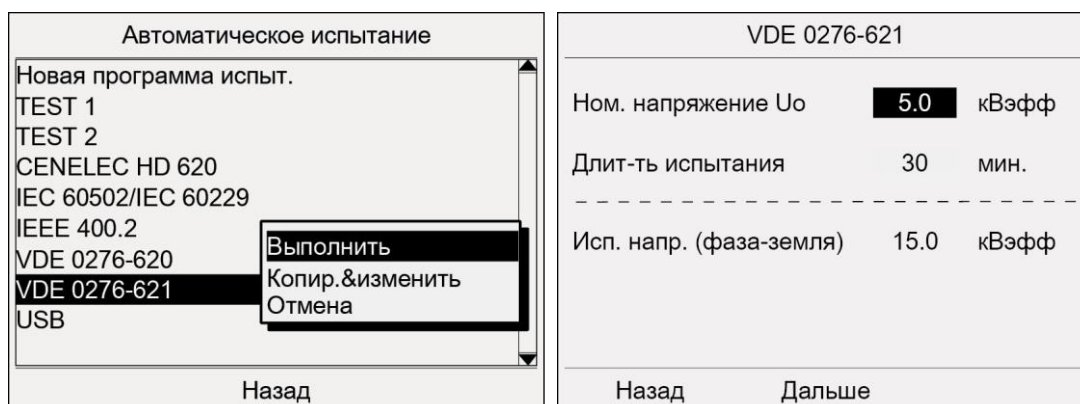 Автоматическое испытание
Новая программа испыт.
TEST 1
TEST 2
CENELEC HD 620
IEC 60502/IEC 60229
IEEE 400.2
VDE 0276-620
VDE 0276-621
USB
Выполнить
Копир.&изменить
Отмена
Назад
VDE 0276-621
Ном. напряжение Uo 5.0 кВэфф
Длит-ть испытания 30 мин.
Исп. напр. (фаза-земля) 15.0 кВэфф
Назад Дальше